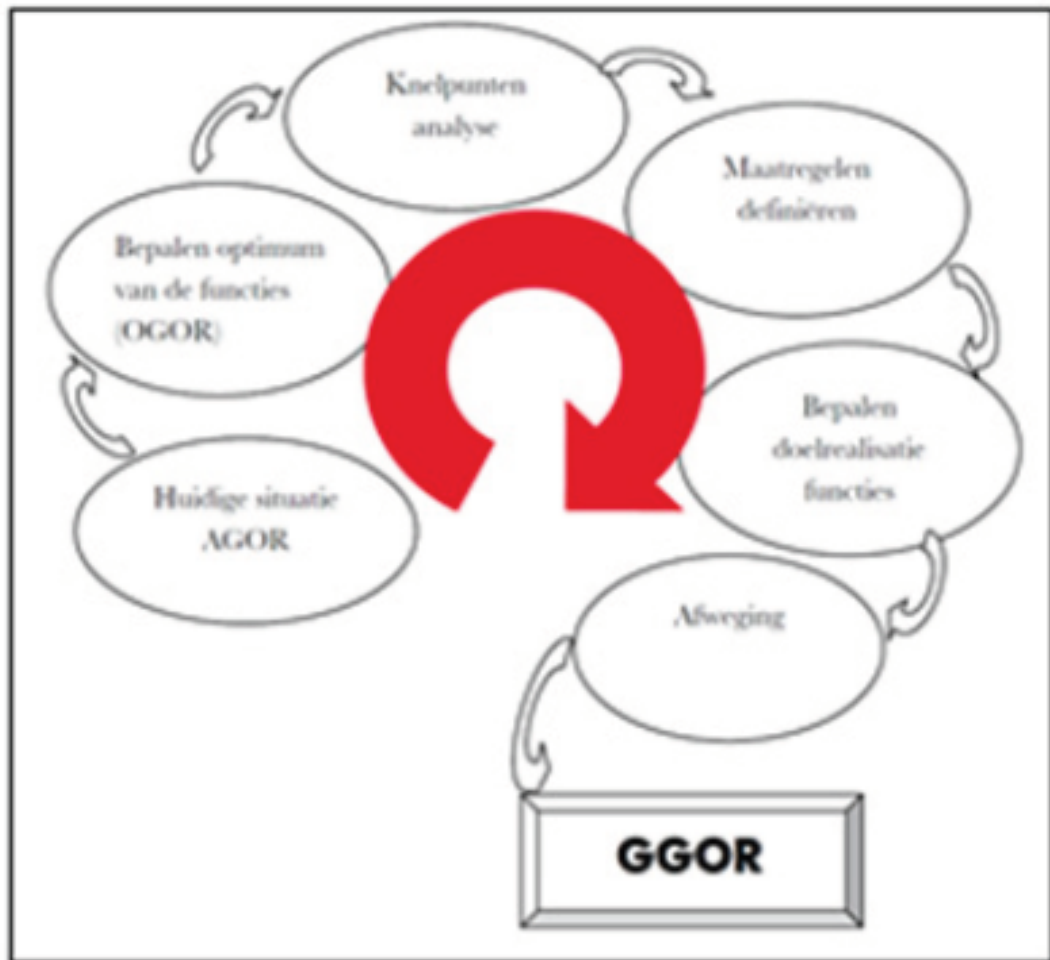 Knelpunten
analyse
Maatregelen
definiëren
Bepalen optimum
van de functies
(OGOR)
Bepalen
doelrealisatie
functies
Huidige situatie
AGOR
Afweging
GGOR